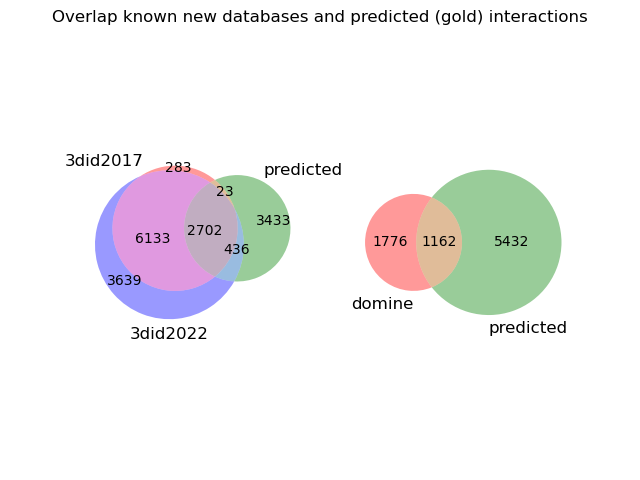 Overlap known new databases and predicted (gold) interactions
3did2017
283
predicted
23
3433
2702
6133
436
3639
3did2022
1776
1162
5432
domine
predicted